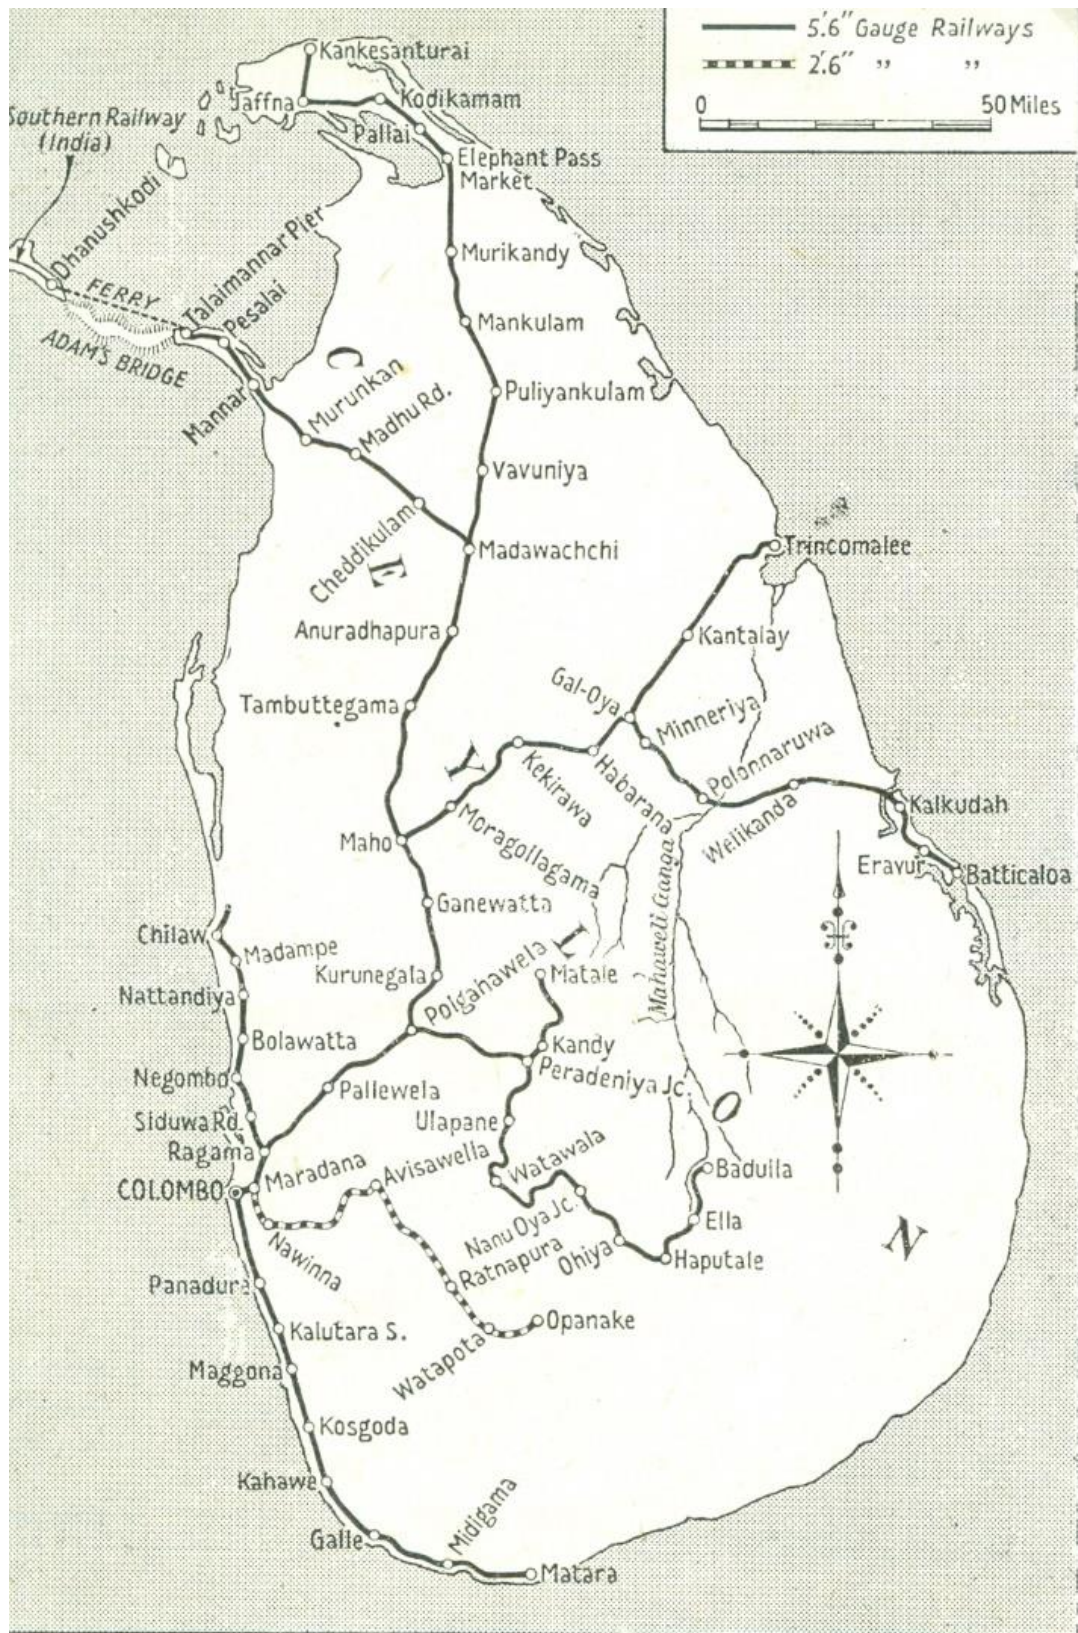 5'.6" Gauge Railways
2'.6" " "
0 50 Miles
Kankesanturai
Jaffna
Kodikamam
Southern Railway
(India)
Pallai
Elephant Pass
Market
Dhanushkodi
Talaimannar Pier
Murikandy
FERRY
Pesalai
ADAM'S BRIDGE
Mankulam
C
Mannar
Murunkan
Madhu Rd.
Puliyankulam
Vavuniya
Cheddikulam
Madawachchi
Trincomalee
E
Anuradhapura
Kantalay
Gal-Oya
Tambuttegama
Minneriya
Y
Kekirawa
Habarana
Polonnaruwa
Welikanda
Kalkudah
Maho
Moragollagama
Eravur
Batticaloa
Ganewatta
Mahaweli Ganga
Chilaw
Madampe
Kurunegala
Polgahawela
L
Matale
Nattandiya
Bolawatta
Kandy
Peradeniya Jc.
Negombo
Pallewela
Siduwa Rd.
Ulapane
O
Ragama
Maradana
Avisawella
Watawala
Badulla
COLOMBO
Nawinna
Nanu Oya Jc.
Ella
N
Ratnapura
Ohiya
Haputale
Panadure
Kalutara S.
Opanake
Watapota
Maggona
Kosgoda
Kahawe
Galle
Midigama
Matara